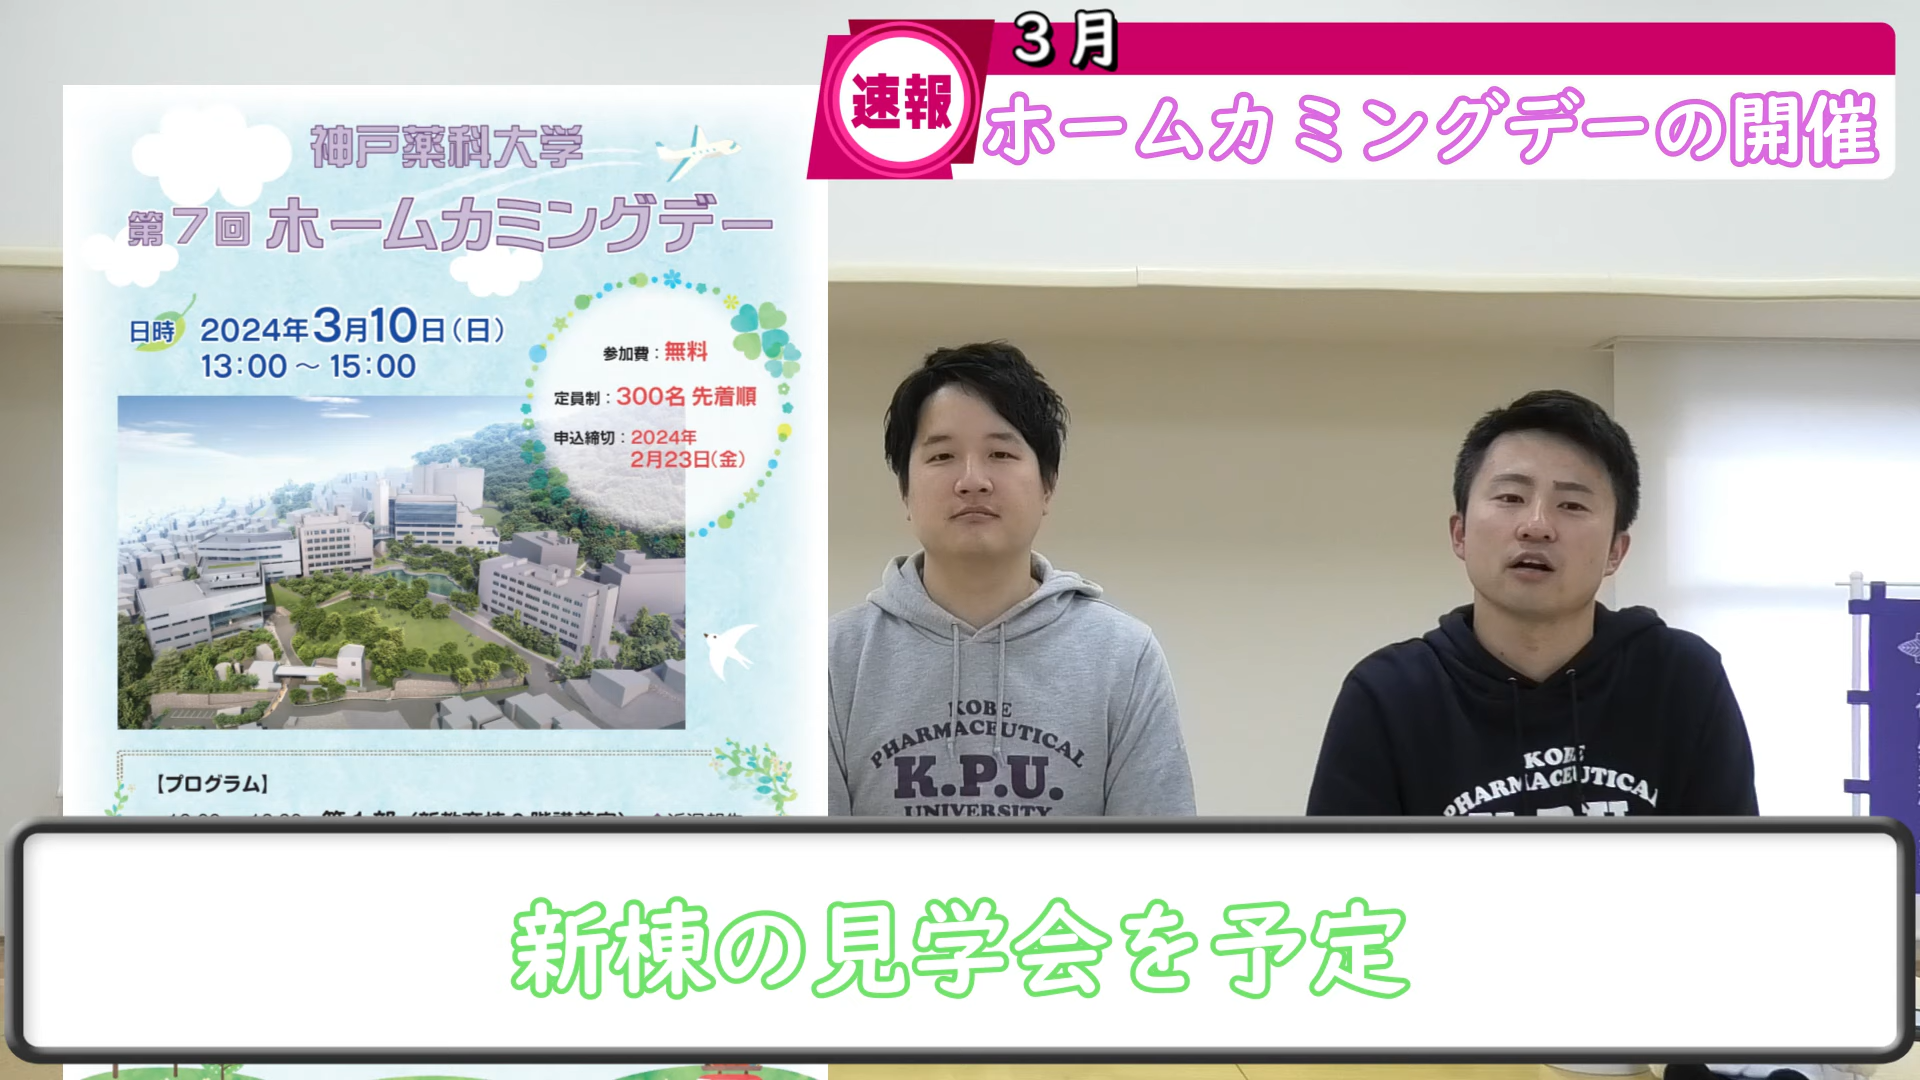 3月
速報
ホームカミングデーの開催
神戸薬科大学
第7回 ホームカミングデー
日時 2024年3月10日(日)
13:00～15:00
参加費:無料
定員制:300名 先着順
申込締切:2024年
2月23日(金)
【プログラム】
KOBE
PHARMACEUTICAL
K.P.U.
UNIVERSITY
KOBE
PHARMACEUTICAL
新棟の見学会を予定